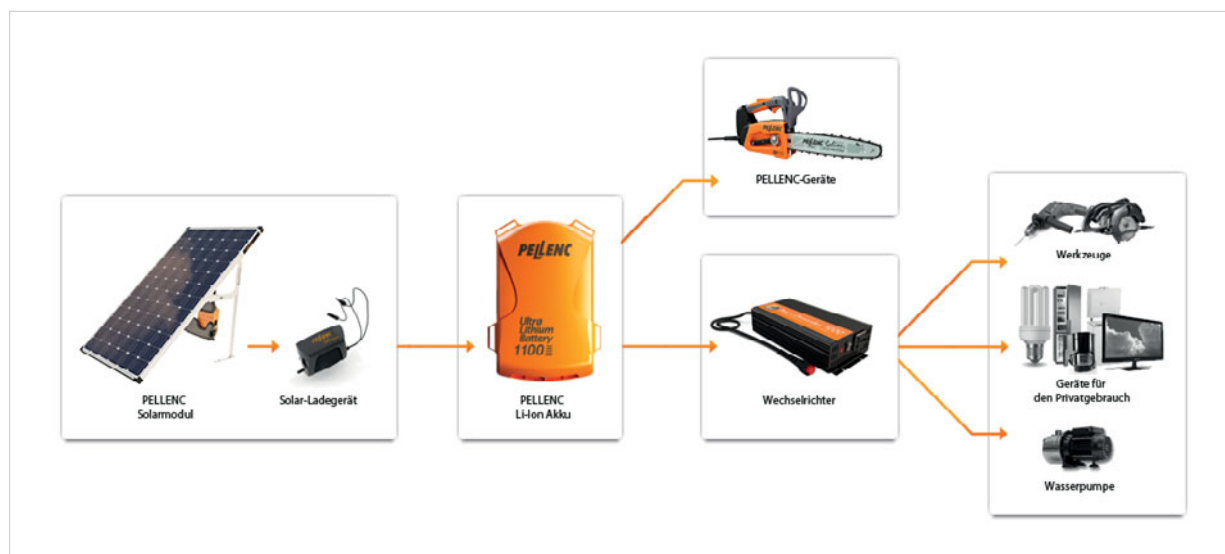 PELLENC
Solarmodul
Solar-Ladegerät
PELLENC
Ultra
Lithium
Battery
1100
PELLENC
Li-Ion Akku
PELLENC
PELLENC-Geräte
Wechselrichter
Werkzeuge
Geräte für
den Privatgebrauch
Wasserpumpe